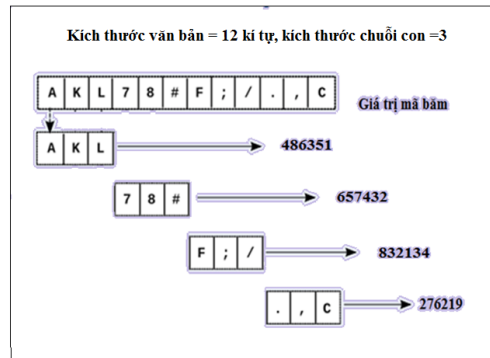 Kích thước văn bản = 12 kí tự, kích thước chuỗi con =3
A K L 7 8 # F ; / . , C
Giá trị mã băm
A K L 486351
7 8 # 657432
F ; / 832134
. , C 276219